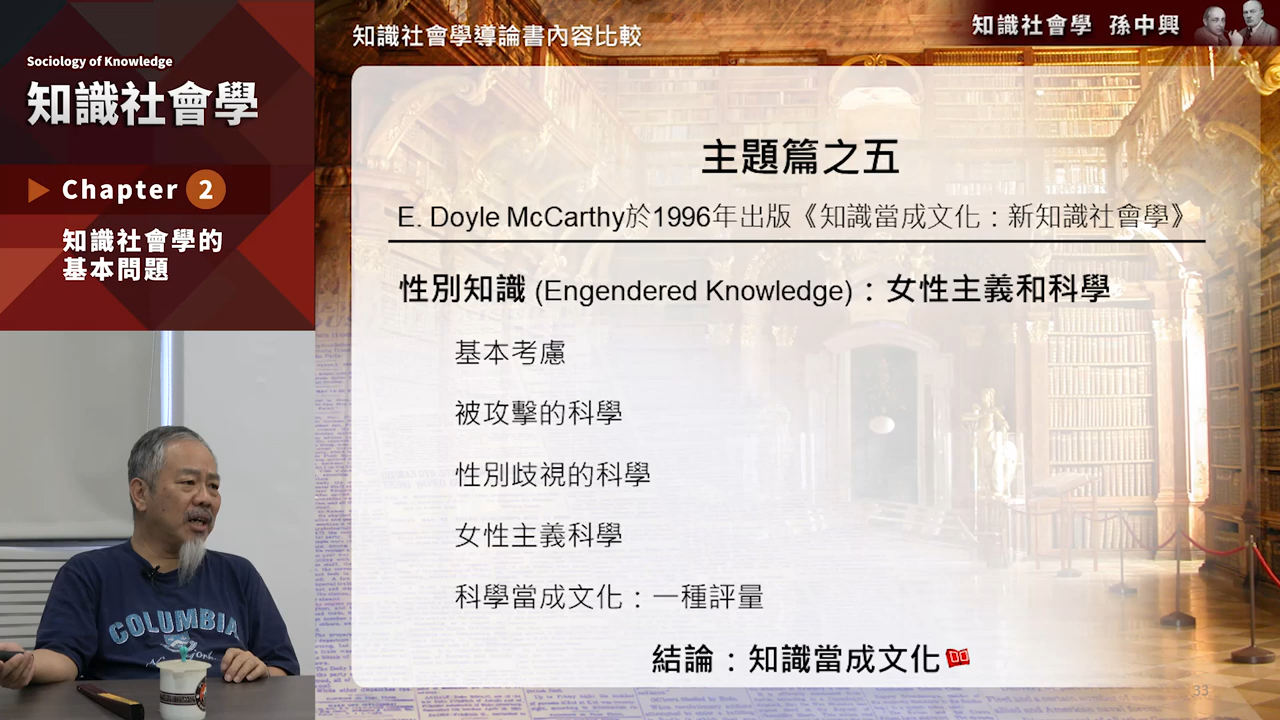 Sociology of Knowledge
知識社會學
Chapter 2
知識社會學的
基本問題
知識社會學導論書內容比較
知識社會學 孫中興
主題篇之五
E. Doyle McCarthy於1996年出版《知識當成文化：新知識社會學》
性別知識 (Engendered Knowledge)：女性主義和科學
基本考慮
被攻擊的科學
性別歧視的科學
女性主義科學
科學當成文化：一種評量
結論：知識當成文化
33
COLUMBIA